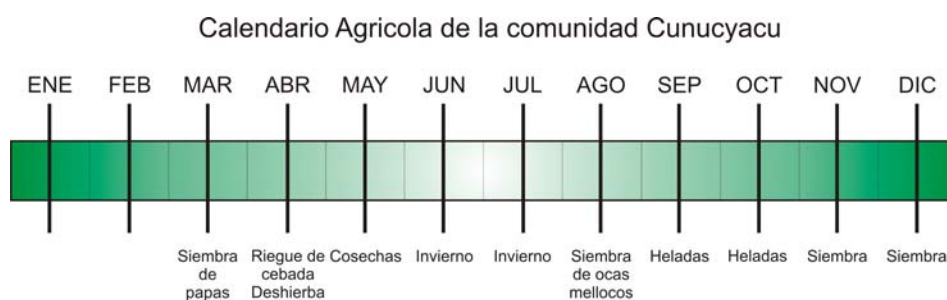 Calendario Agricola de la comunidad Cunucyacu
ENE FEB MAR ABR MAY JUN JUL AGO SEP OCT NOV DIC
Siembra Riegue de Cosechas Invierno Invierno Siembra Heladas Heladas Siembra Siembra
de cebada de ocas
papas Deshierba mellocos